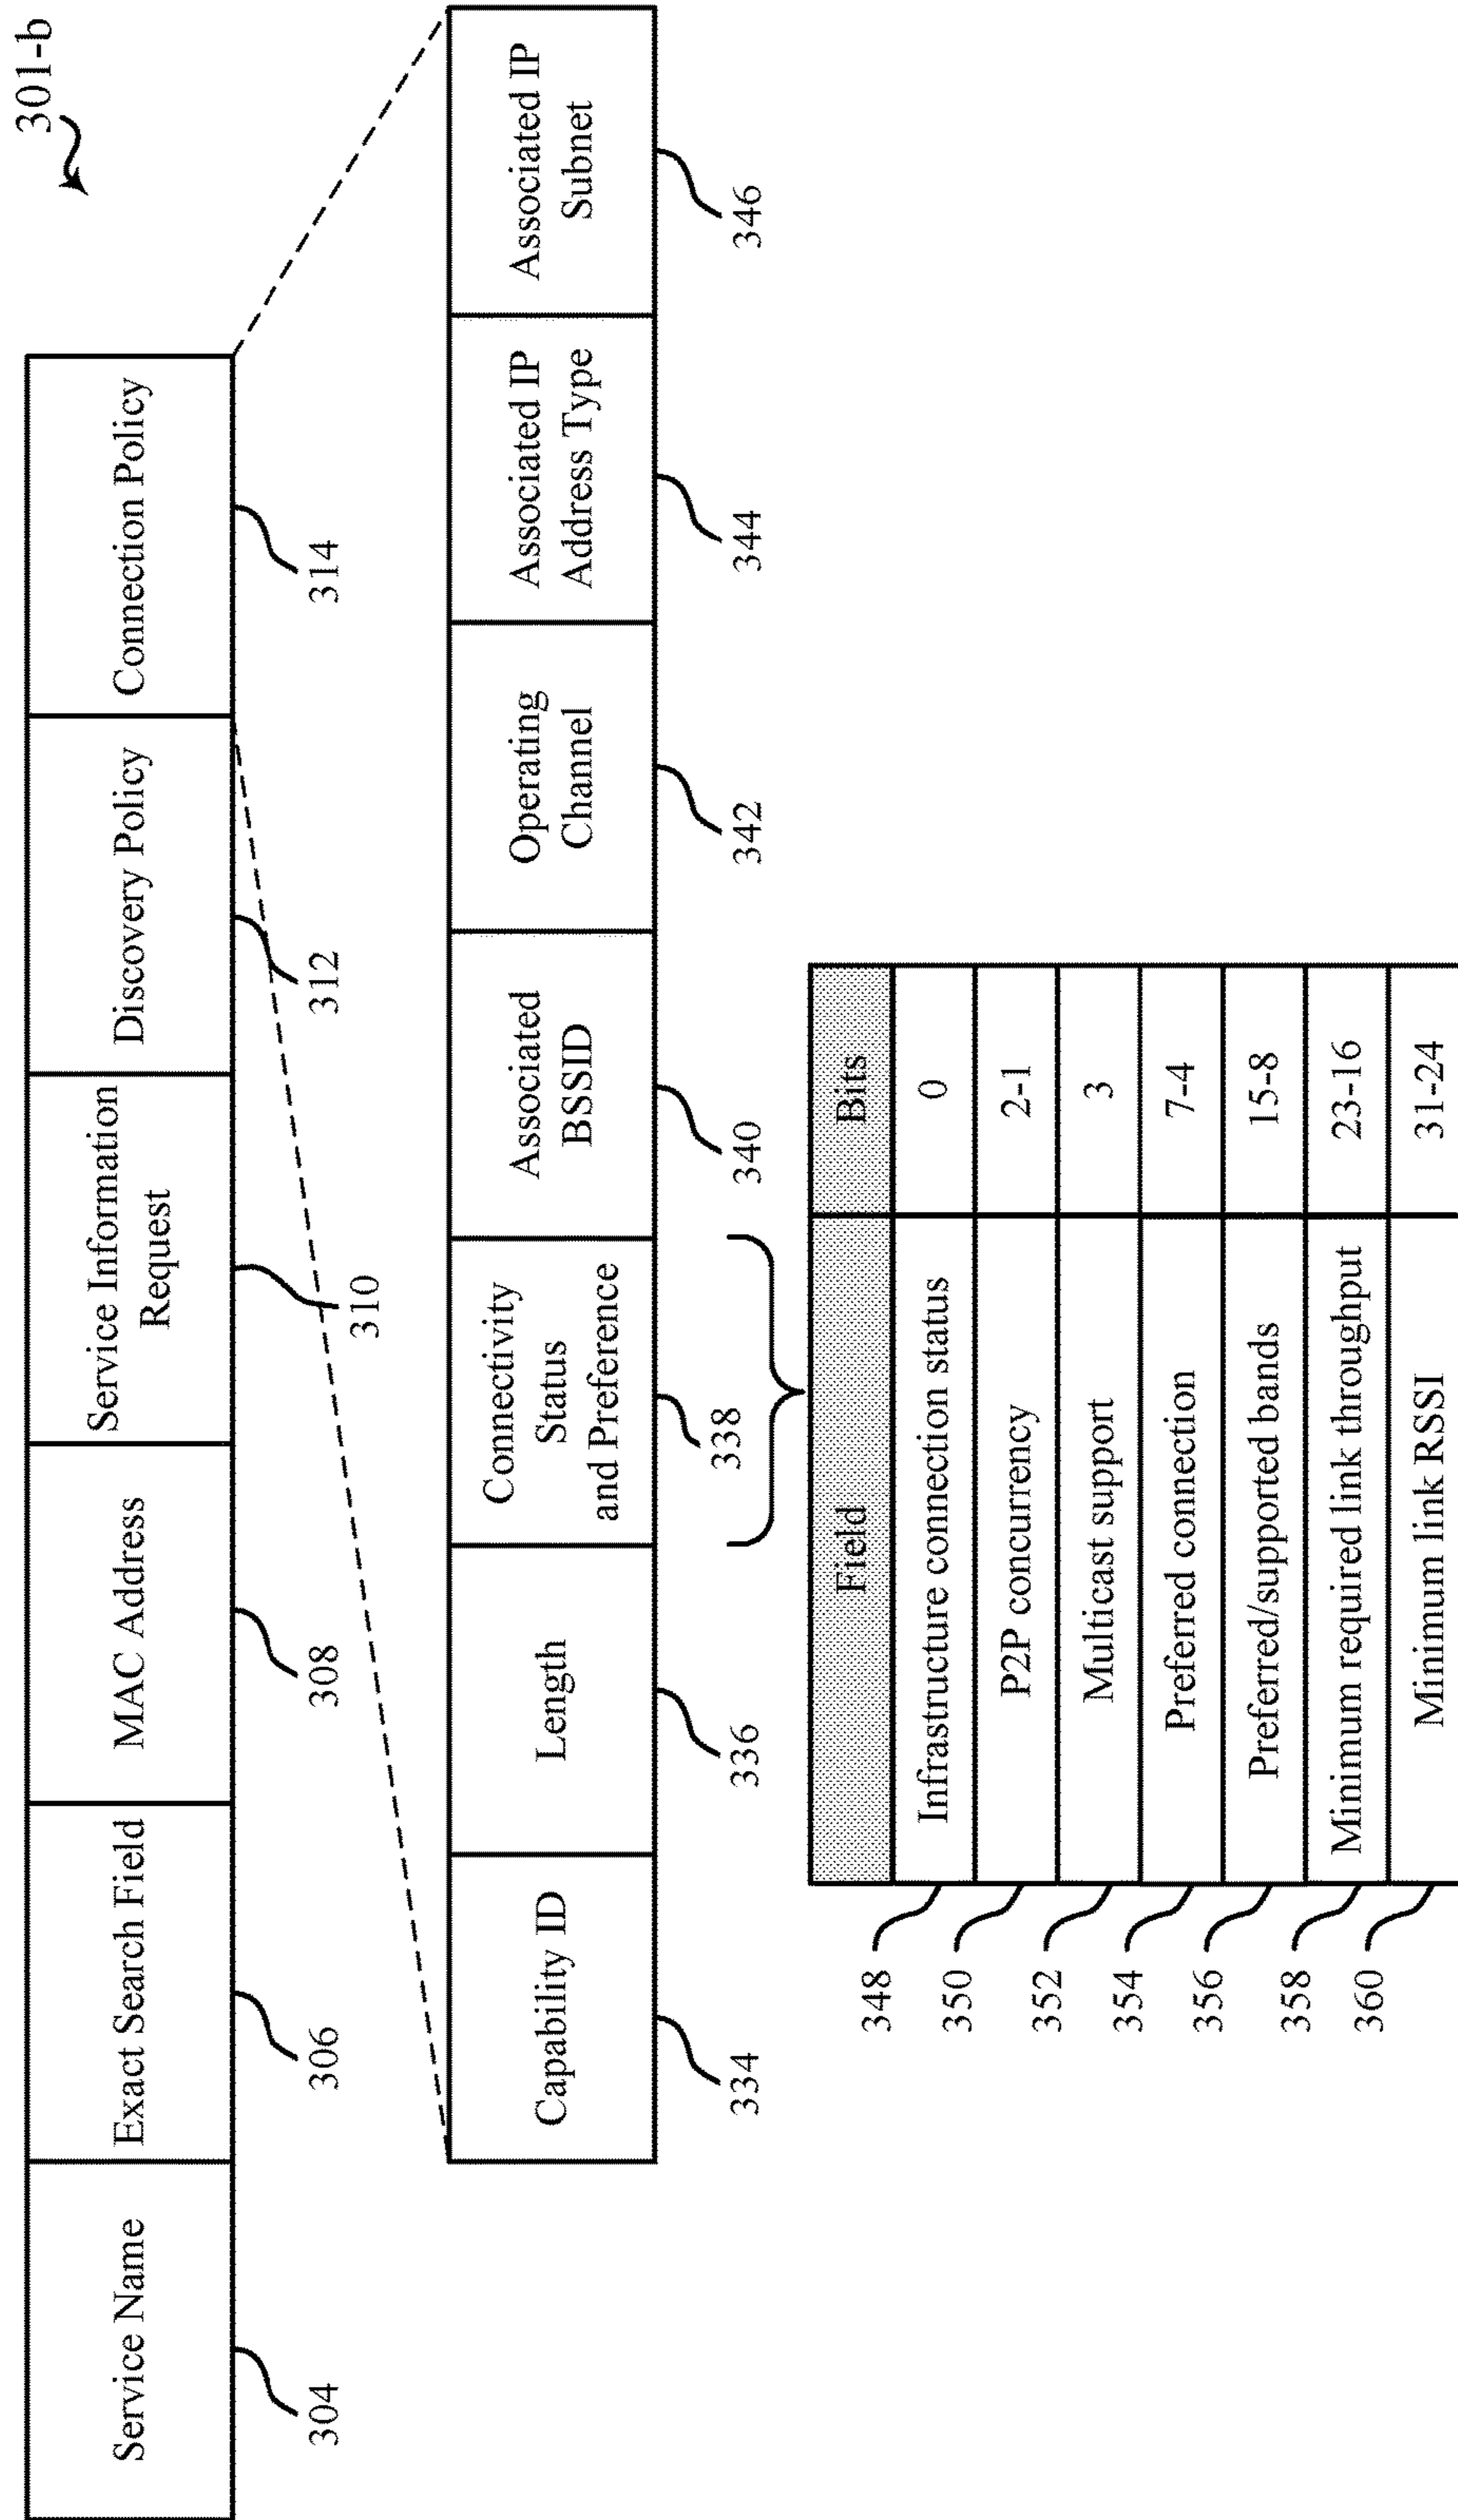 301-b
Service Name
Exact Search Field
MAC Address
Service Information
Request
Discovery Policy
Connection Policy
304
306
308
310
312
314
Capability ID
Length
Connectivity
Status
and Preference
Associated
BSSID
Operating
Channel
Associated IP
Address Type
Associated IP
Subnet
334
336
338
340
342
344
346
Field
Bits
348
Infrastructure connection status
0
350
P2P concurrency
2-1
352
Multicast support
3
354
Preferred connection
7-4
356
Preferred/supported bands
15-8
358
Minimum required link throughput
23-16
360
Minimum link RSSI
31-24